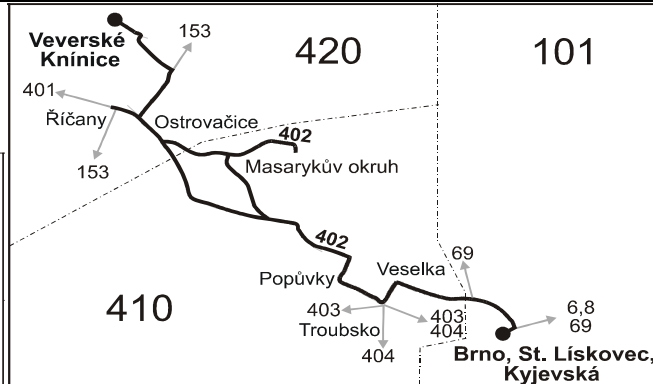 Veverské
Knínice
153
420
101
401
Říčany
Ostrovačice
402
153
Masarykův okruh
402
69
Popůvky
Veselka
410
403
Troubsko
403
404
404
6,8
69
Brno, St. Lískovec,
Kyjevská